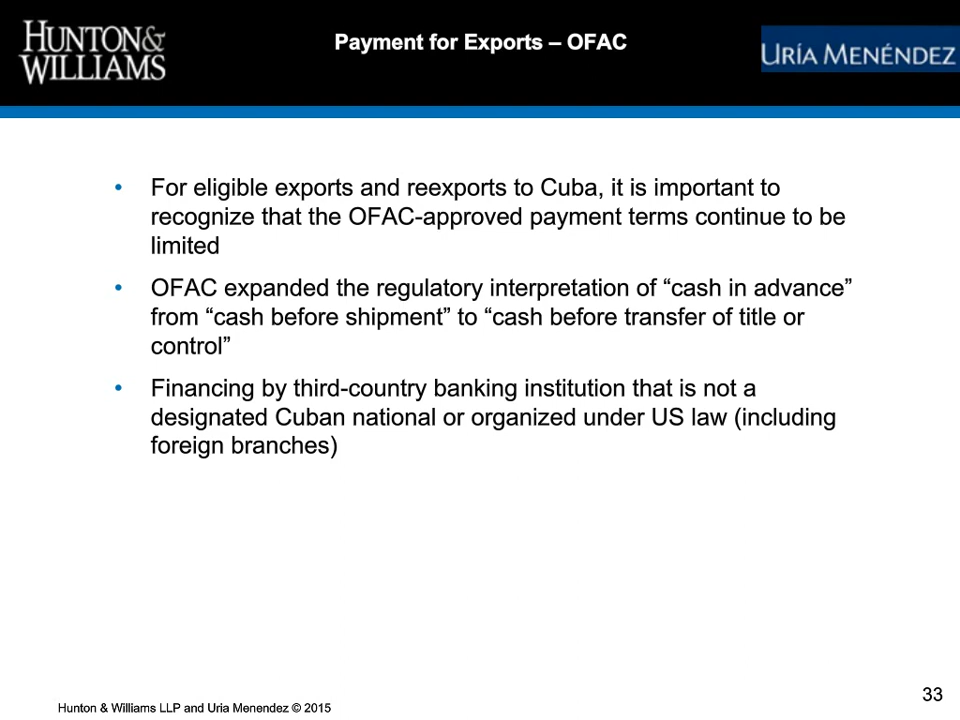 HUNTON&
WILLIAMS
Payment for Exports – OFAC
URÍA MENÉNDEZ
• For eligible exports and reexports to Cuba, it is important to
recognize that the OFAC-approved payment terms continue to be
limited
• OFAC expanded the regulatory interpretation of “cash in advance”
from “cash before shipment” to “cash before transfer of title or
control”
• Financing by third-country banking institution that is not a
designated Cuban national or organized under US law (including
foreign branches)
33
Hunton & Williams LLP and Uria Menendez © 2015